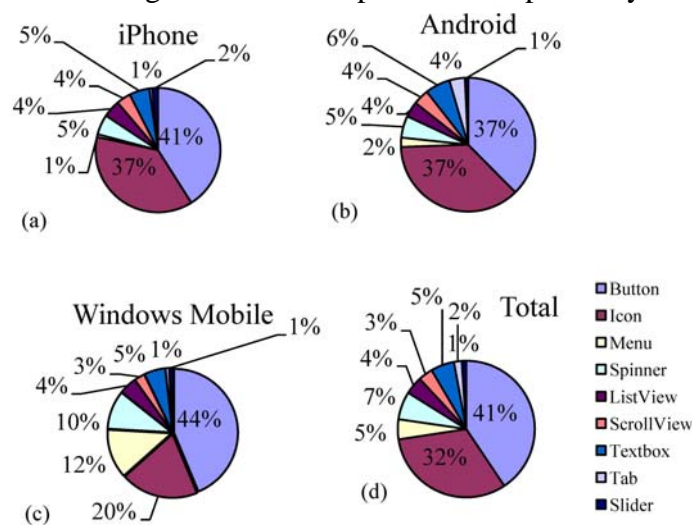 iPhone
5%
1%
2%
4%
4%
5%
1%
41%
37%
(a)
Android
6%
4%
1%
4%
4%
5%
2%
37%
37%
(b)
Windows Mobile
1%
5%
1%
3%
4%
10%
12%
20%
44%
(c)
Total
5%
2%
3%
1%
4%
7%
5%
41%
32%
(d)
Button
Icon
Menu
Spinner
ListView
ScrollView
Textbox
Tab
Slider